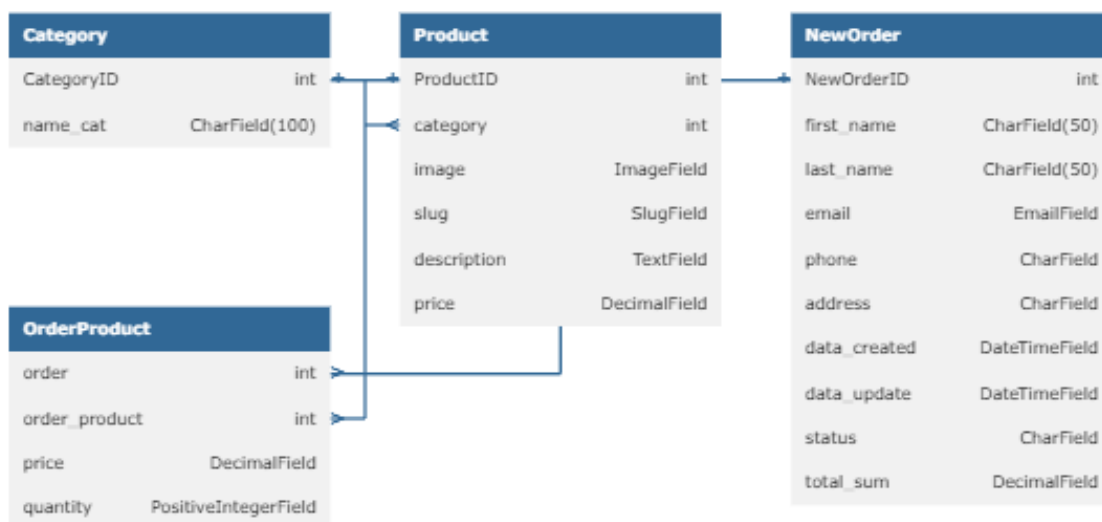 Category
CategoryID int
name_cat CharField(100)
Product
ProductID int
category int
image ImageField
slug SlugField
description TextField
price DecimalField
NewOrder
NewOrderID int
first_name CharField(50)
last_name CharField(50)
email EmailField
phone CharField
address CharField
data_created DateTimeField
data_update DateTimeField
status CharField
total_sum DecimalField
OrderProduct
order int
order_product int
price DecimalField
quantity PositiveIntegerField